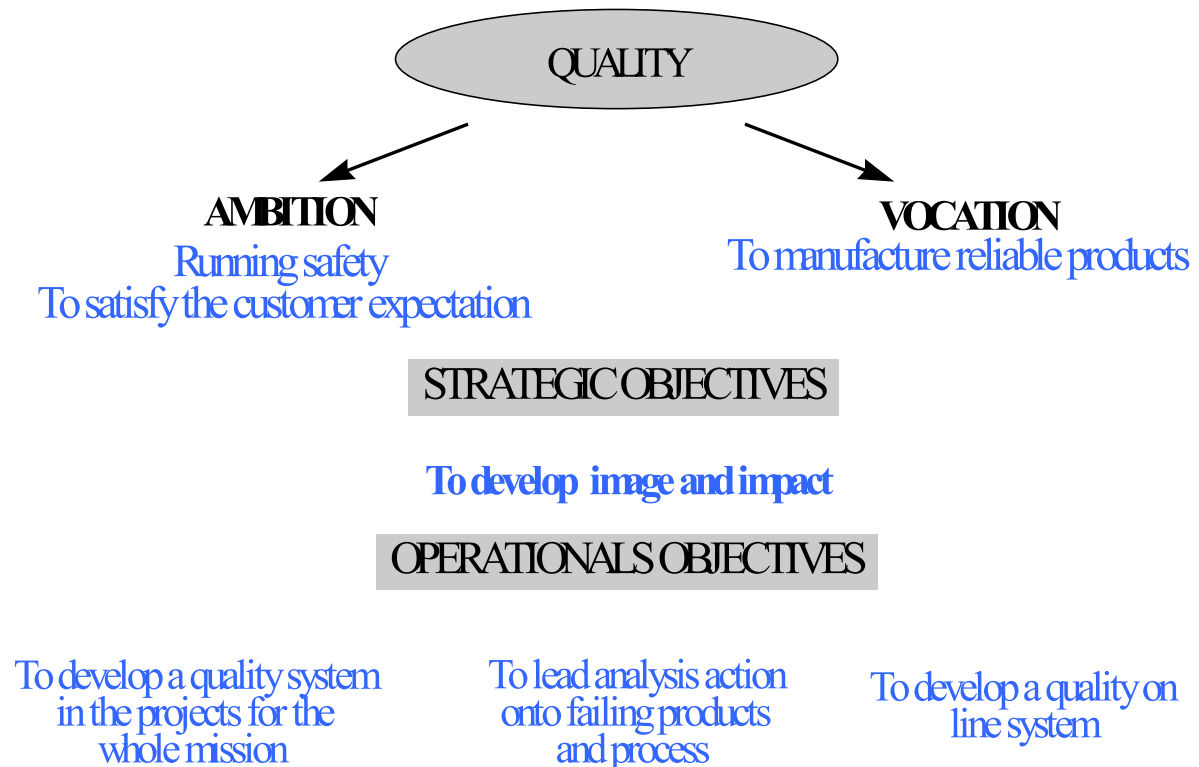 QUALITY
AMBITION
Running safety
To satisfy the customer expectation
VOCATION
To manufacture reliable products
STRATEGIC OBJECTIVES
To develop image and impact
OPERATIONALS OBJECTIVES
To develop a quality system
in the projects for the
whole mission
To lead analysis action
onto failing products
and process
To develop a quality on
line system